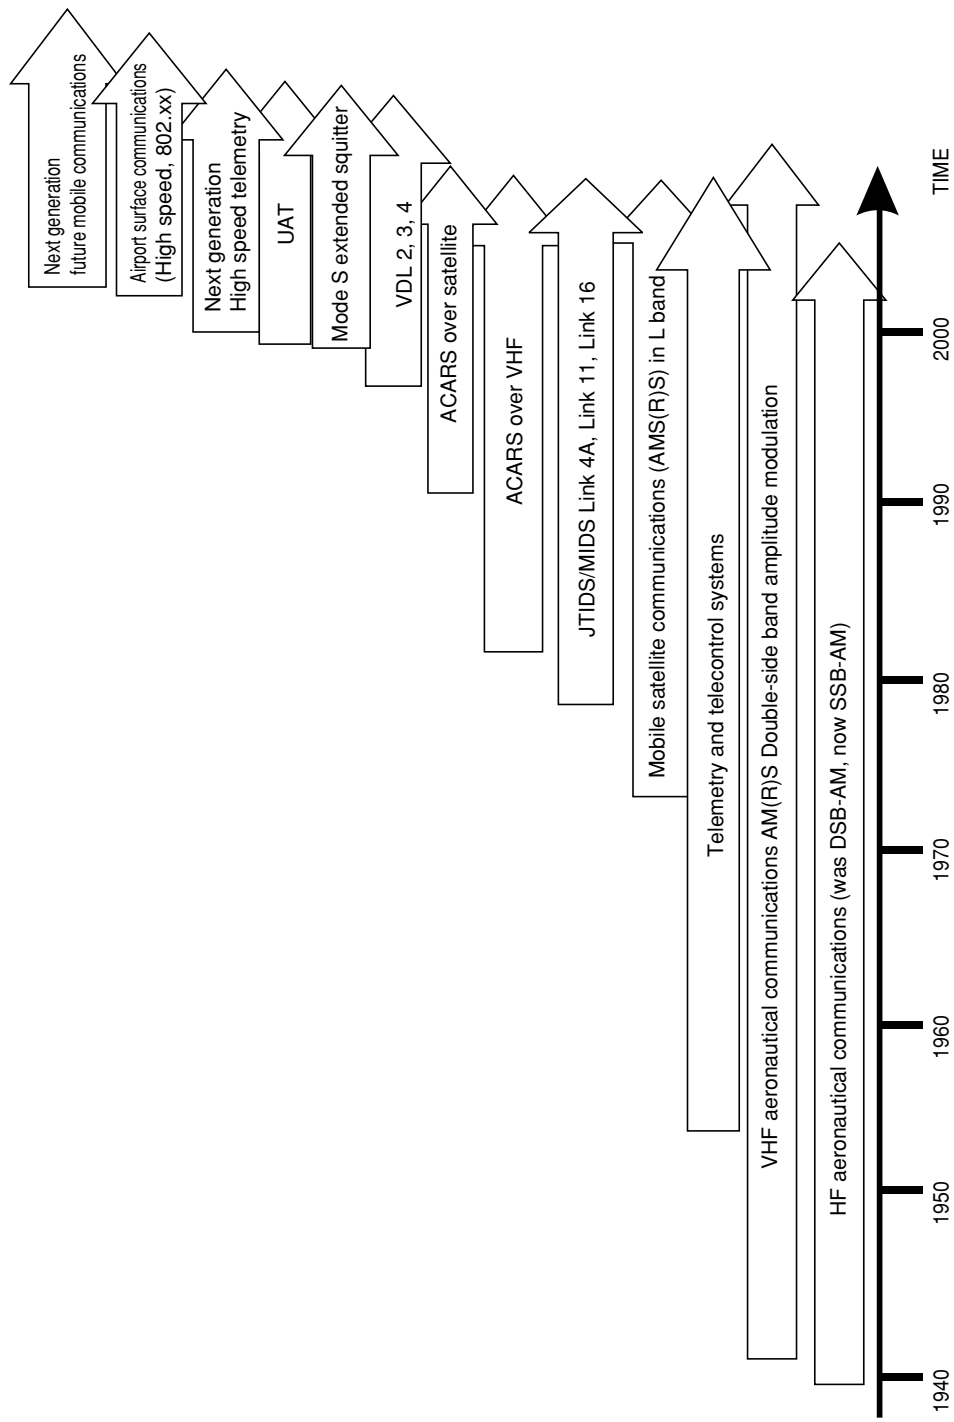 Next generation
future mobile communications
Airport surface communications
(High speed, 802.xx)
Next generation
High speed telemetry
UAT
Mode S extended squitter
VDL 2, 3, 4
ACARS over satellite
ACARS over VHF
JTIDS/MIDS Link 4A, Link 11, Link 16
Mobile satellite communications (AMS(R)S) in L band
Telemetry and telecontrol systems
VHF aeronautical communications AM(R)S Double-side band amplitude modulation
HF aeronautical communications (was DSB-AM, now SSB-AM)
1940 1950 1960 1970 1980 1990 2000 TIME